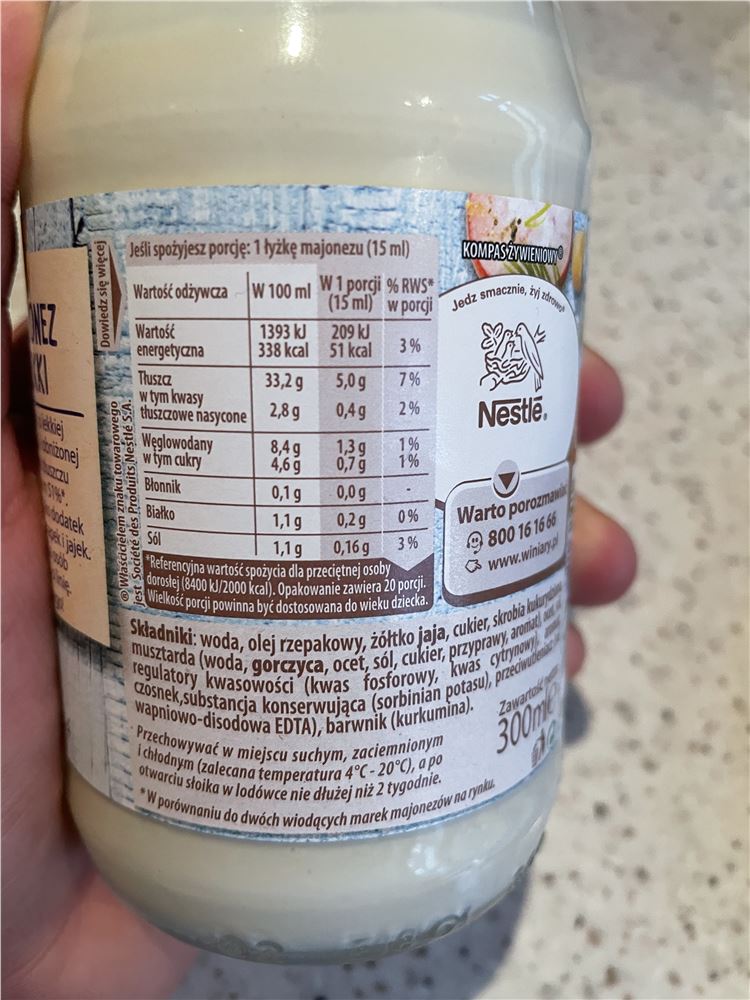 Dowiedz się więcej
Jeśli spożyjesz porcję: 1 łyżkę majonezu (15 ml)
Wartość odżywcza W 100 ml W 1 porcji (15 ml) % RWS* w porcji
Wartość energetyczna 1393 kJ 338 kcal 209 kJ 51 kcal 3 %
Tłuszcz 33,2 g 5,0 g 7 %
w tym kwasy tłuszczowe nasycone 2,8 g 0,4 g 2 %
Węglowodany 8,4 g 1,3 g 1 %
w tym cukry 4,6 g 0,7 g 1 %
Błonnik 0,1 g 0,0 g -
Białko 1,1 g 0,2 g 0 %
Sól 1,1 g 0,16 g 3 %
*Referencyjna wartość spożycia dla przeciętnej osoby
dorosłej (8400 kJ/2000 kcal). Opakowanie zawiera 20 porcji.
Wielkość porcji powinna być dostosowana do wieku dziecka.
® Właścicielem znaku towarowego
jest: Société des Produits Nestlé S.A.
KOMPAS ŻYWIENIOWY®
Jedz smacznie, żyj zdrowo®
Nestlé®
Warto porozmawiać
800 16 16 66
www.winiary.pl
Składniki: woda, olej rzepakowy, żółtko jaja, cukier, skrobia
musztarda (woda, gorczyca, ocet, sól, cukier, przyprawy, aromat),
regulatory kwasowości (kwas fosforowy, kwas cytrynowy),
czosnek,substancja konserwująca (sorbinian potasu),
wapniowo-disodowa EDTA), barwnik (kurkumina).
Przechowywać w miejscu suchym, zaciemnionym
i chłodnym (zalecana temperatura 4°C - 20°C), a po
otwarciu słoika w lodówce nie dłużej niż 2 tygodnie.
*W porównaniu do dwóch wiodących marek majonezów na rynku.
Zawartość
300ml